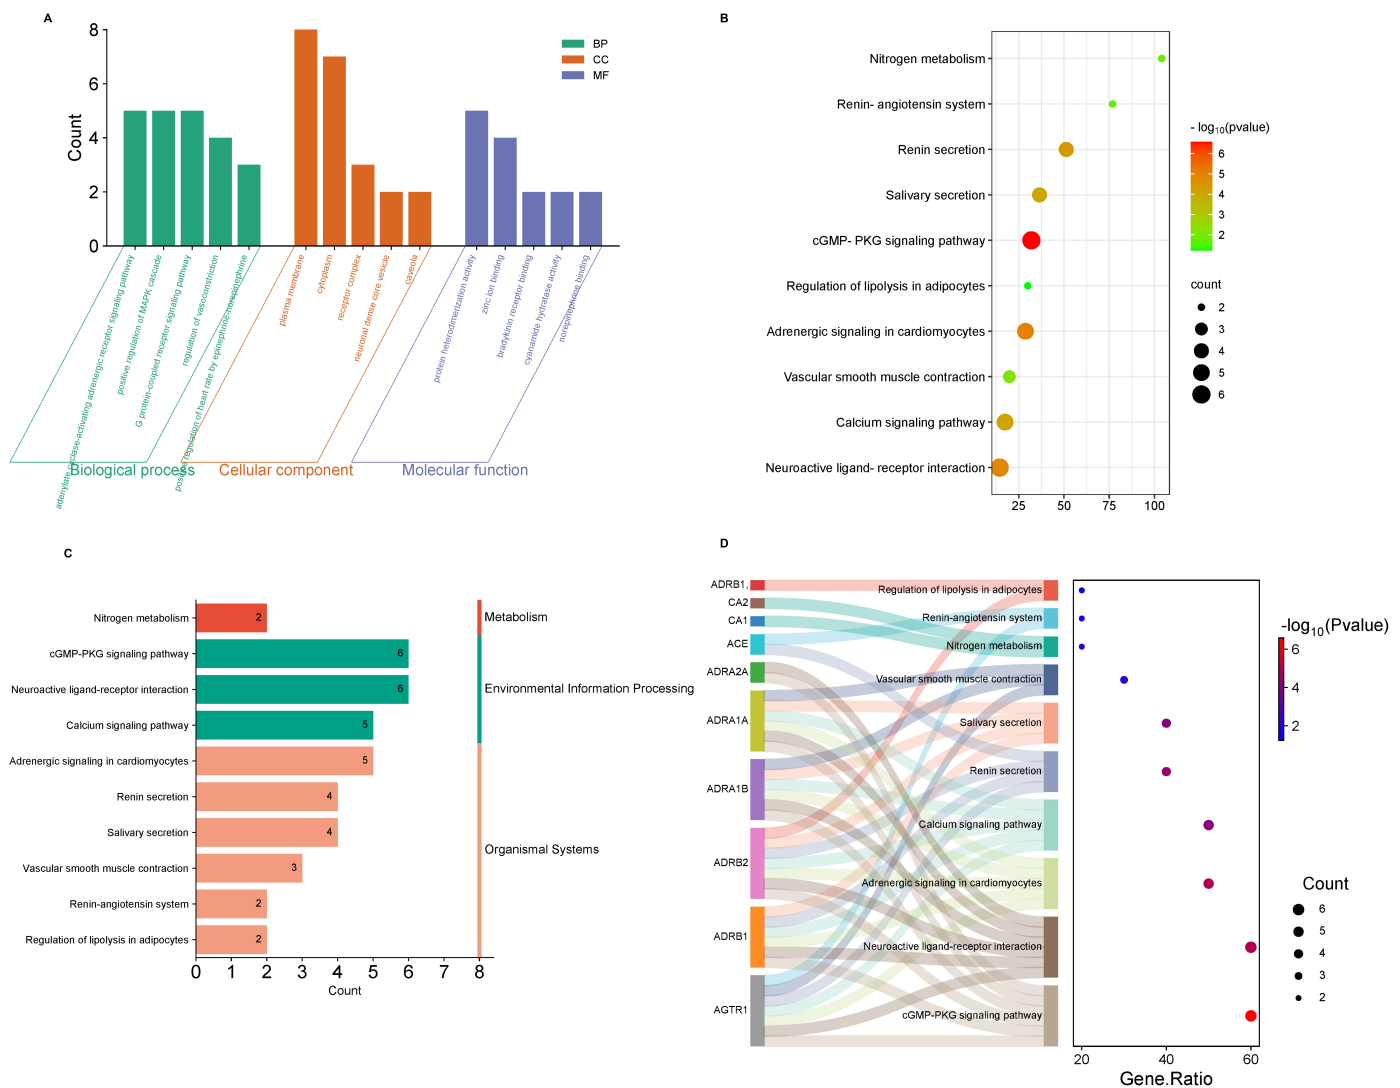 A
8
6
4
2
0
Count
BP
CC
MF
adenylate cyclase-activating adrenergic receptor signaling pathway
positive regulation of MAPK cascade
G protein-coupled receptor signaling pathway
regulation of vasoconstriction
positive regulation of heart rate by epinephrine-norepinephrine
plasma membrane
cytoplasm
receptor complex
neuronal dense core vesicle
caveola
protein heterodimerization activity
zinc ion binding
bradykinin receptor binding
cyanamide hydratase activity
norepinephrine binding
Biological process
Cellular component
Molecular function
B
Nitrogen metabolism
Renin- angiotensin system
Renin secretion
Salivary secretion
cGMP- PKG signaling pathway
Regulation of lipolysis in adipocytes
Adrenergic signaling in cardiomyocytes
Vascular smooth muscle contraction
Calcium signaling pathway
Neuroactive ligand- receptor interaction
25 50 75 100
- log10(pvalue)
6
5
4
3
2
count
2
3
4
5
6
C
Nitrogen metabolism 2
cGMP-PKG signaling pathway 6
Neuroactive ligand-receptor interaction 6
Calcium signaling pathway 5
Adrenergic signaling in cardiomyocytes 5
Renin secretion 4
Salivary secretion 4
Vascular smooth muscle contraction 3
Renin-angiotensin system 2
Regulation of lipolysis in adipocytes 2
0 1 2 3 4 5 6 7 8
Count
Metabolism
Environmental Information Processing
Organismal Systems
D
ADRB1,
CA2
CA1
ACE
ADRA2A
ADRA1A
ADRA1B
ADRB2
ADRB1
AGTR1
Regulation of lipolysis in adipocytes
Renin-angiotensin system
Nitrogen metabolism
Vascular smooth muscle contraction
Salivary secretion
Renin secretion
Calcium signaling pathway
Adrenergic signaling in cardiomyocytes
Neuroactive ligand-receptor interaction
cGMP-PKG signaling pathway
20 40 60
Gene.Ratio
-log10(Pvalue)
6
4
2
Count
6
5
4
3
2